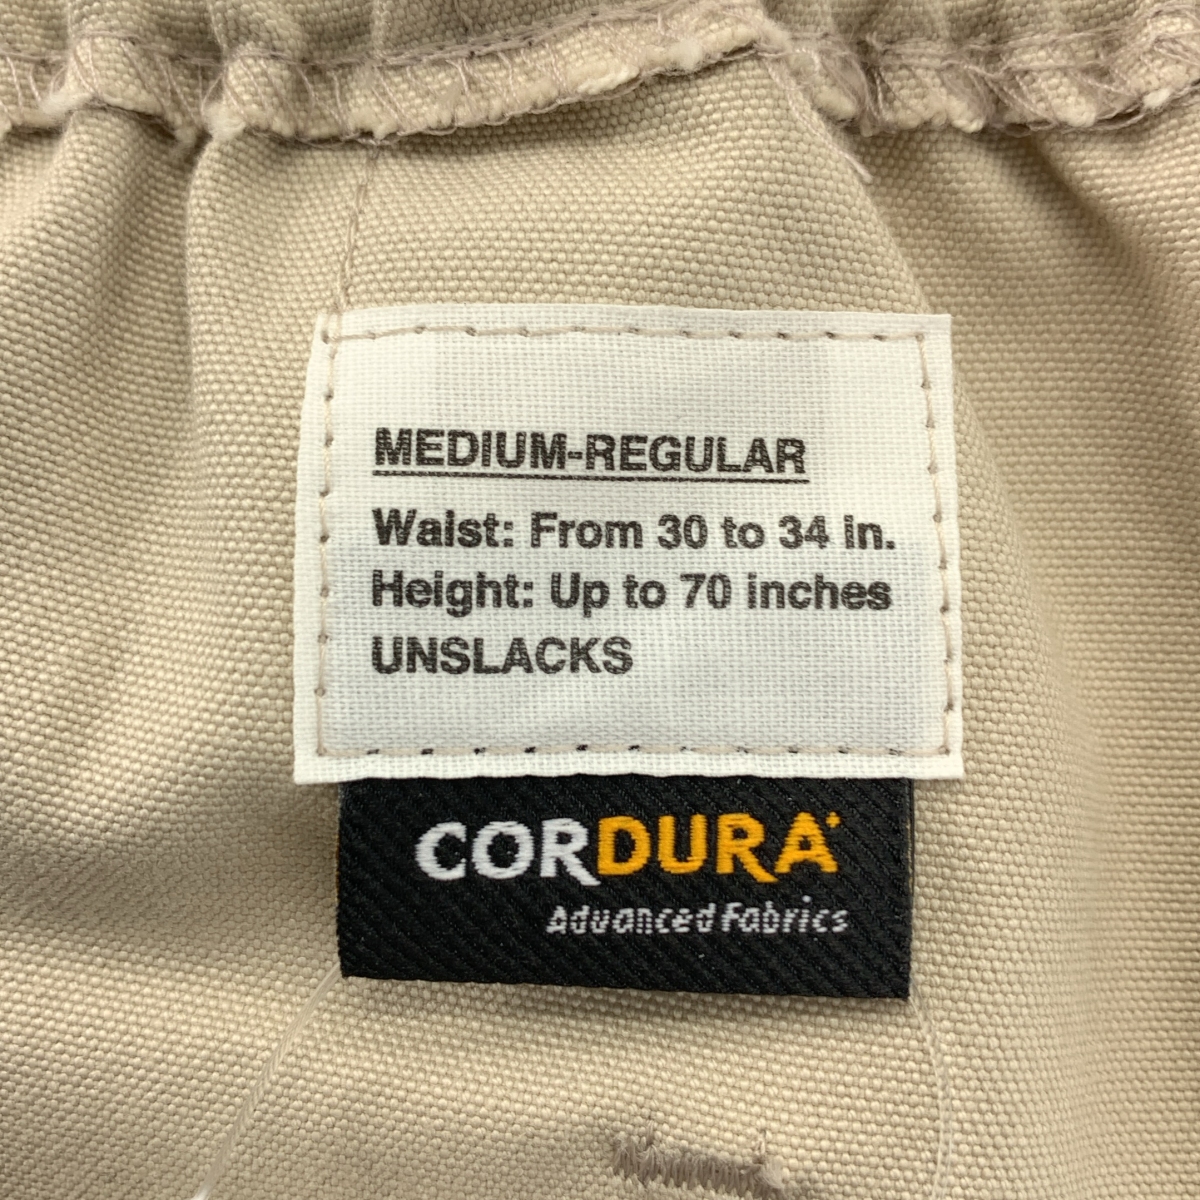 MEDIUM-REGULAR
Waist: From 30 to 34 in.
Height: Up to 70 inches
UNSLACKS
CORDURA
Advanced Fabrics